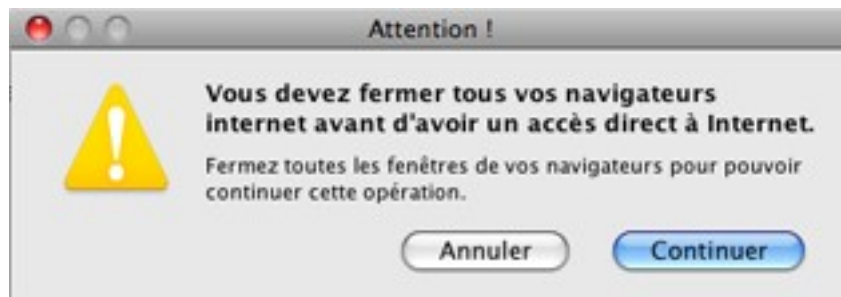 Attention !
Vous devez fermer tous vos navigateurs
internet avant d'avoir un accès direct à Internet.
Fermez toutes les fenêtres de vos navigateurs pour pouvoir
continuer cette opération.
Annuler Continuer